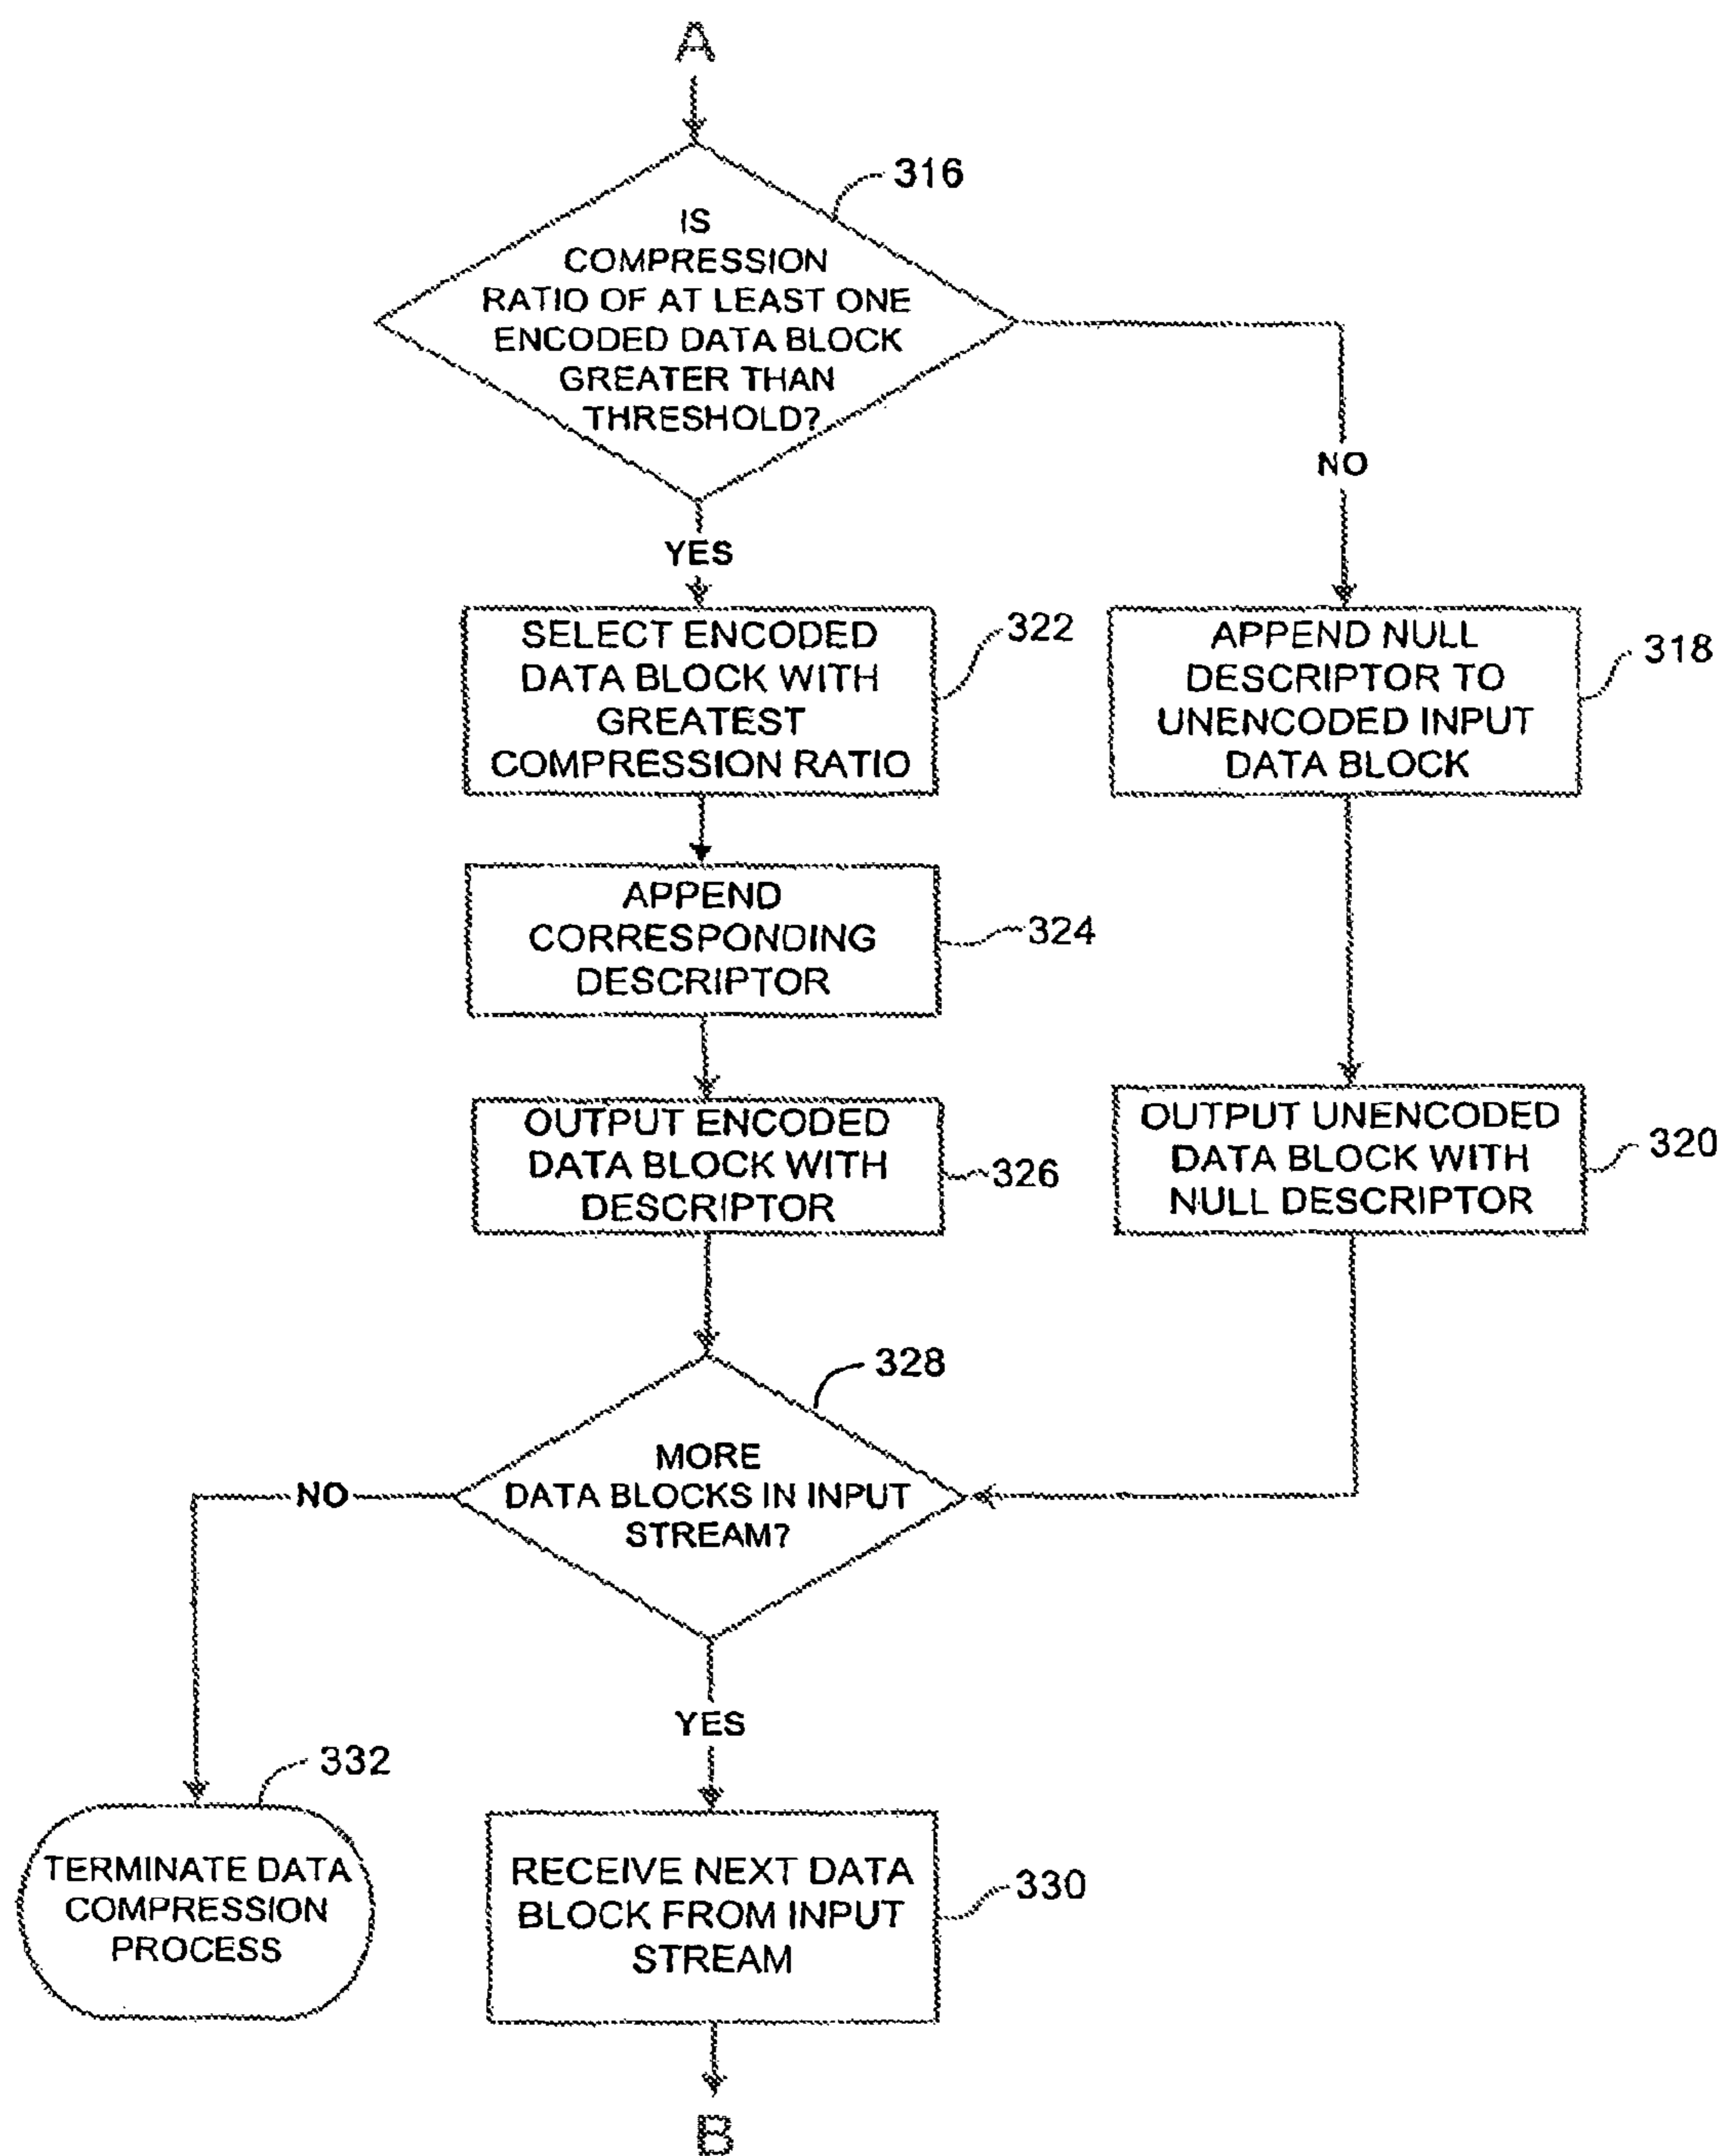 A
316
IS
COMPRESSION
RATIO OF AT LEAST ONE
ENCODED DATA BLOCK
GREATER THAN
THRESHOLD?
NO
YES
SELECT ENCODED
DATA BLOCK WITH
GREATEST
COMPRESSION RATIO
322
APPEND NULL
DESCRIPTOR TO
UNENCODED INPUT
DATA BLOCK
318
APPEND
CORRESPONDING
DESCRIPTOR
324
OUTPUT ENCODED
DATA BLOCK WITH
DESCRIPTOR
326
OUTPUT UNENCODED
DATA BLOCK WITH
NULL DESCRIPTOR
320
328
MORE
DATA BLOCKS IN INPUT
STREAM?
NO
YES
332
TERMINATE DATA
COMPRESSION
PROCESS
RECEIVE NEXT DATA
BLOCK FROM INPUT
STREAM
330
B